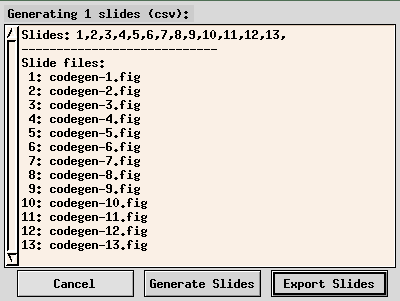 Generating 1 slides (csv):
Slides: 1,2,3,4,5,6,7,8,9,10,11,12,13,
---------------------------
Slide files:
1: codegen-1.fig
2: codegen-2.fig
3: codegen-3.fig
4: codegen-4.fig
5: codegen-5.fig
6: codegen-6.fig
7: codegen-7.fig
8: codegen-8.fig
9: codegen-9.fig
10: codegen-10.fig
11: codegen-11.fig
12: codegen-12.fig
13: codegen-13.fig
Cancel Generate Slides Export Slides